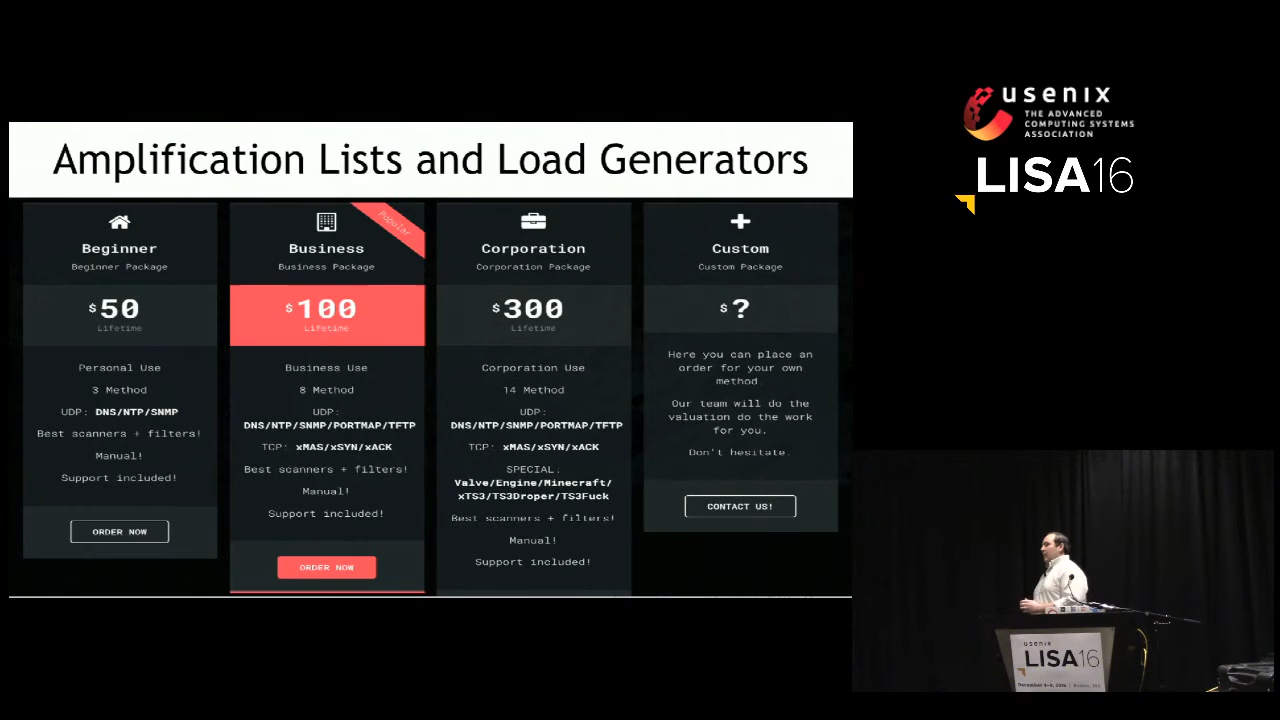 Amplification Lists and Load Generators
Beginner
Beginner Package
$50
Lifetime
Personal Use
3 Method
UDP: DNS/NTP/SNMP
Best scanners + filters!
Manual!
Support included!
ORDER NOW
Popular
Business
Business Package
$100
Lifetime
Business Use
8 Method
UDP:
DNS/NTP/SNMP/PORTMAP/TFTP
TCP: xMAS/xSYN/xACK
Best scanners + filters!
Manual!
Support included!
ORDER NOW
Corporation
Corporation Package
$300
Lifetime
Corporation Use
14 Method
UDP:
DNS/NTP/SNMP/PORTMAP/TFTP
TCP: xMAS/xSYN/xACK
SPECIAL:
Valve/Engine/Minecraft/
xTS3/TS3Droper/TS3Fuck
Best scanners + filters!
Manual!
Support included!
Custom
Custom Package
$?
Here you can place an
order for your own
method.
Our team will do the
valuation do the work
for you.
Don't hesitate.
CONTACT US!
usenix
THE ADVANCED
COMPUTING SYSTEMS
ASSOCIATION
LISA16
usenix
LISA16
December 4–9, 2016 | Boston, MA